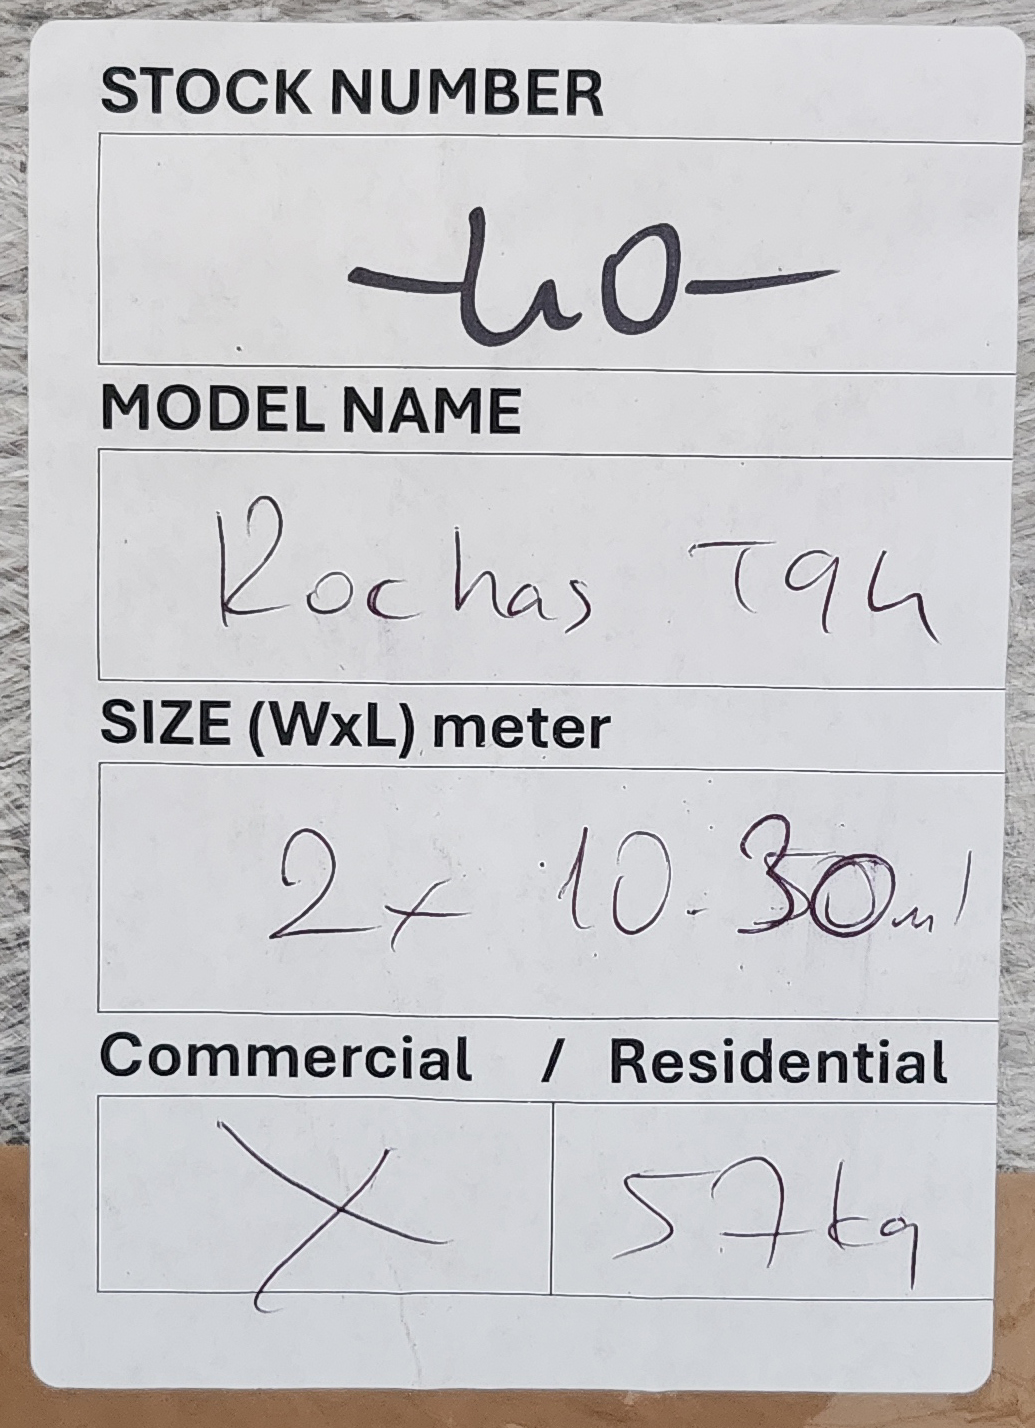 STOCK NUMBER
-40-
MODEL NAME
Rochas T94
SIZE (WxL) meter
2x 10.30m
Commercial / Residential
X 57kg